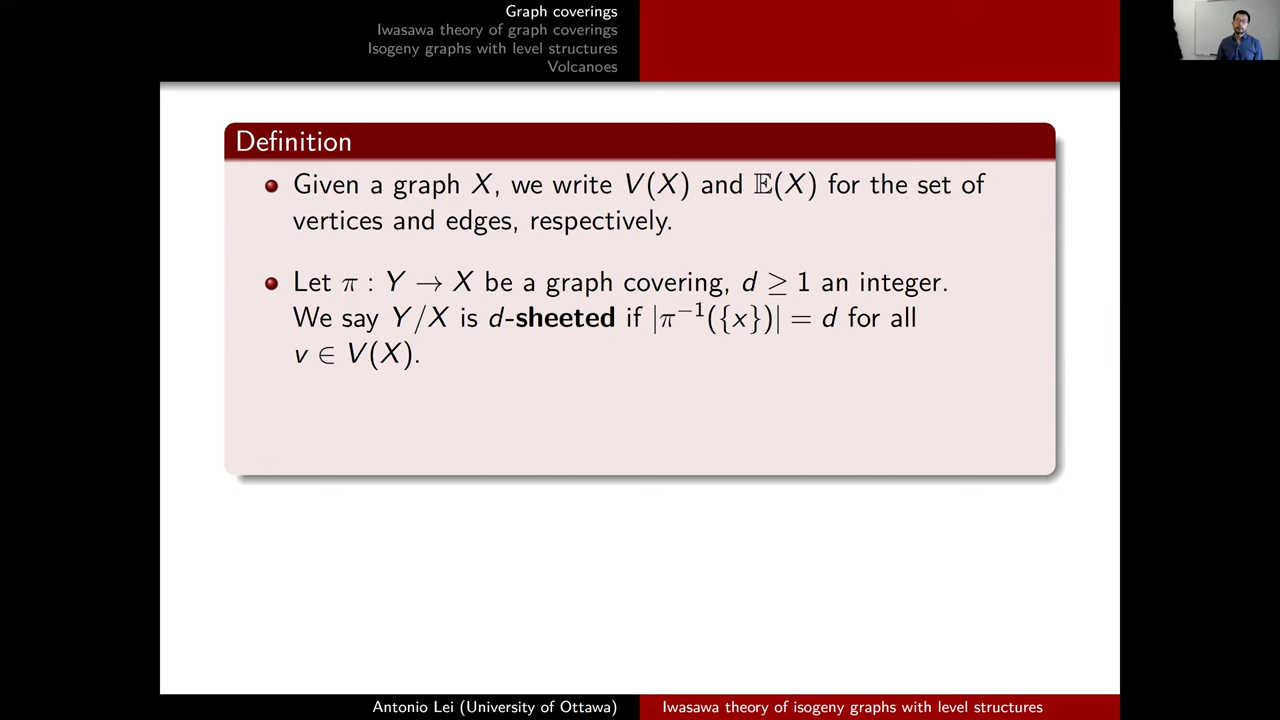 Graph coverings
Iwasawa theory of graph coverings
Isogeny graphs with level structures
Volcanoes
Definition
Given a graph X, we write V(X) and 𝔼(X) for the set of
vertices and edges, respectively.
Let π : Y → X be a graph covering, d ≥ 1 an integer.
We say Y/X is d-sheeted if |π⁻¹({x})| = d for all
v ∈ V(X).
Antonio Lei (University of Ottawa)
Iwasawa theory of isogeny graphs with level structures